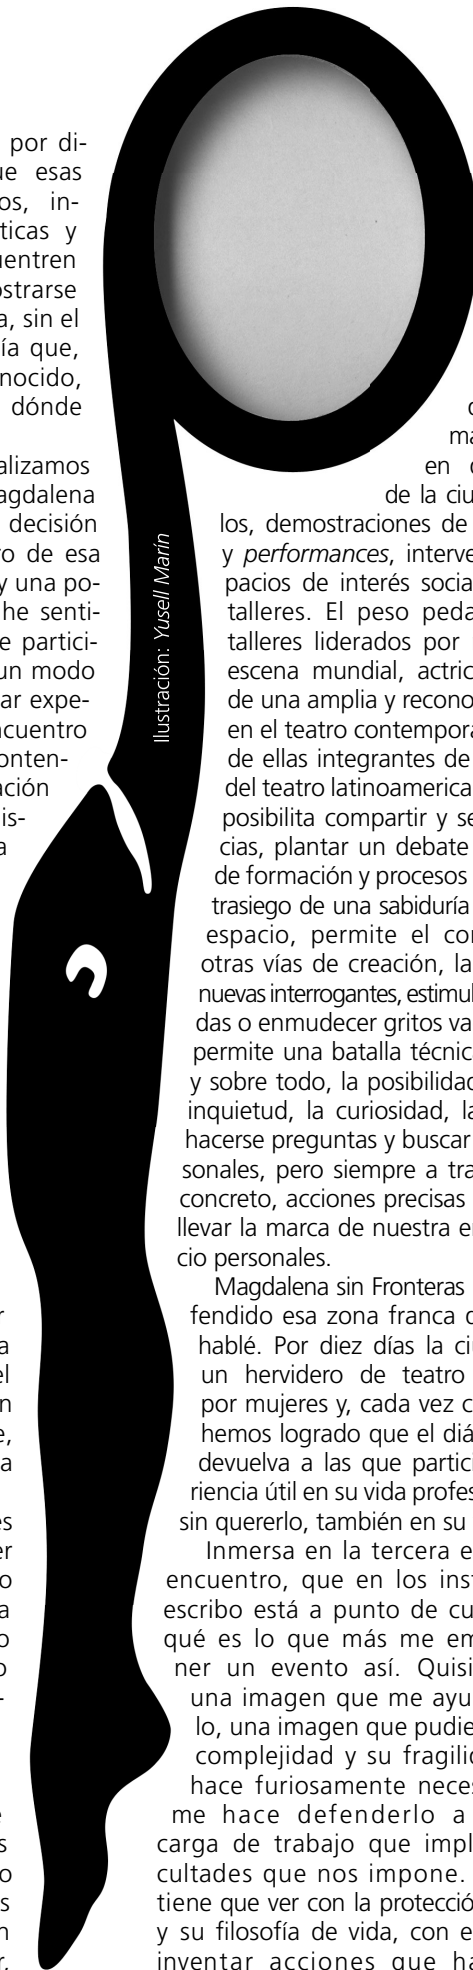 por di-
ue esas
os, in-
ticas y
uentren
ostrarse
a, sin el
ía que,
nocido,
dónde
alizamos
agdalena
decisión
o de esa
y una po-
he senti-
e partici-
un modo
ar expe-
cuentro
onten-
ación
is-
a
r
a
el
n
e,
a
es
er
o
a
o
o
-
e
s
o
s
n
r,
Ilustración: Yusell Marín
ma
en
de la ciu
los, demostraciones de
y performances, interve
pacios de interés social
talleres. El peso peda
talleres liderados por
escena mundial, actric
de una amplia y recono
en el teatro contempora
de ellas integrantes de
del teatro latinoamerica
posibilita compartir y se
cias, plantar un debate
de formación y procesos
trasiego de una sabiduría
espacio, permite el con
otras vías de creación, la
nuevas interrogantes, estimul
das o enmudecer gritos va
permite una batalla técnica
y sobre todo, la posibilidad
inquietud, la curiosidad, la
hacerse preguntas y buscar
sonales, pero siempre a tra
concreto, acciones precisas
llevar la marca de nuestra en
cio personales.
Magdalena sin Fronteras
fendido esa zona franca d
hablé. Por diez días la ciu
un hervidero de teatro
por mujeres y, cada vez c
hemos logrado que el diá
devuelva a las que partici
riencia útil en su vida profes
sin quererlo, también en su
Inmersa en la tercera e
encuentro, que en los inst
escribo está a punto de cu
qué es lo que más me em
ner un evento así. Quisi
una imagen que me ayu
lo, una imagen que pudie
complejidad y su fragilid
hace furiosamente neces
me hace defenderlo a
carga de trabajo que impl
cultades que nos impone.
tiene que ver con la protección
y su filosofía de vida, con e
inventar acciones que ha